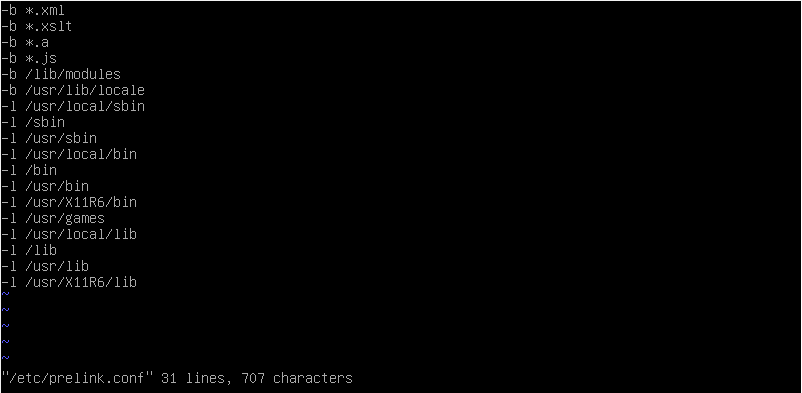 -b *.xml
-b *.xslt
-b *.a
-b *.js
-b /lib/modules
-b /usr/lib/locale
-l /usr/local/sbin
-l /sbin
-l /usr/sbin
-l /usr/local/bin
-l /bin
-l /usr/bin
-l /usr/X11R6/bin
-l /usr/games
-l /usr/local/lib
-l /lib
-l /usr/lib
-l /usr/X11R6/lib
~
~
~
~
~
"/etc/prelink.conf" 31 lines, 707 characters